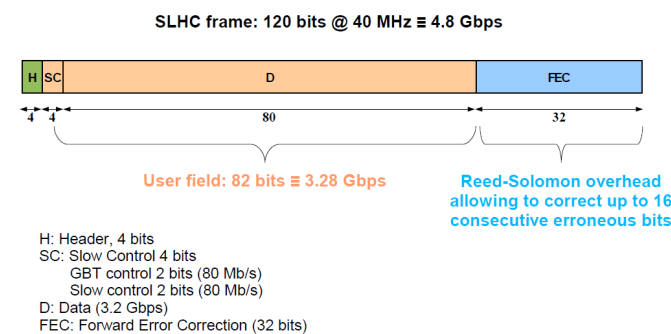 SLHC frame: 120 bits @ 40 MHz ≡ 4.8 Gbps
H SC D FEC
4 4 80 32
User field: 82 bits ≡ 3.28 Gbps
Reed-Solomon overhead
allowing to correct up to 16
consecutive erroneous bits
H: Header, 4 bits
SC: Slow Control 4 bits
GBT control 2 bits (80 Mb/s)
Slow control 2 bits (80 Mb/s)
D: Data (3.2 Gbps)
FEC: Forward Error Correction (32 bits)